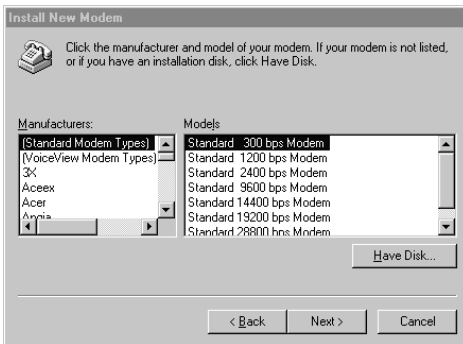 Install New Modem
Click the manufacturer and model of your modem. If your modem is not listed,
or if you have an installation disk, click Have Disk.
Manufacturers:
(Standard Modem Types)
(VoiceView Modem Types)
3X
Aceex
Acer
Angia
Models
Standard 300 bps Modem
Standard 1200 bps Modem
Standard 2400 bps Modem
Standard 9600 bps Modem
Standard 14400 bps Modem
Standard 19200 bps Modem
Standard 28800 bps Modem
Have Disk...
< Back
Next >
Cancel